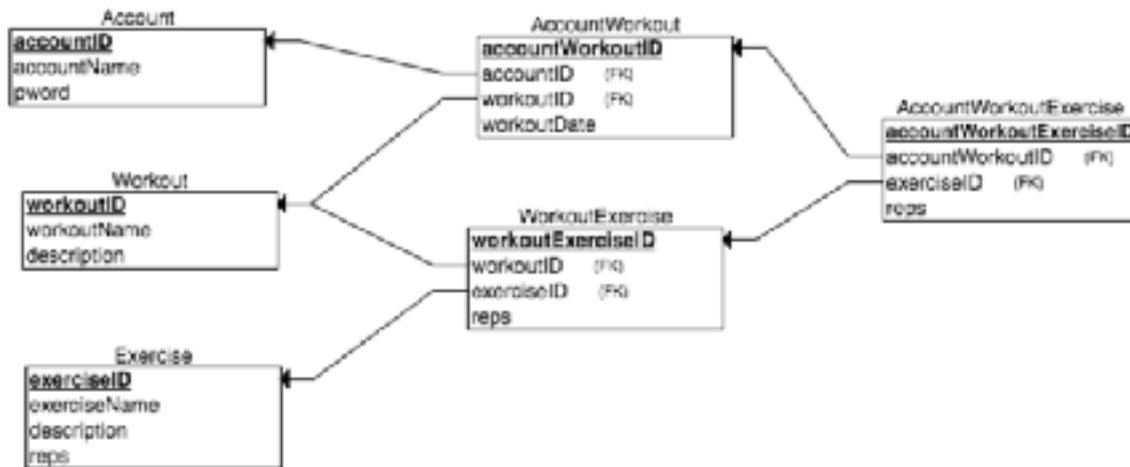 Account
accountID
accountName
pword
Workout
workoutID
workoutName
description
Exercise
exerciseID
exerciseName
description
reps
AccountWorkout
accountWorkoutID
accountID (FK)
workoutID (FK)
workoutDate
WorkoutExercise
workoutExerciseID
workoutID (FK)
exerciseID (FK)
reps
AccountWorkoutExercise
accountWorkoutExerciseID
accountWorkoutID (FK)
exerciseID (FK)
reps